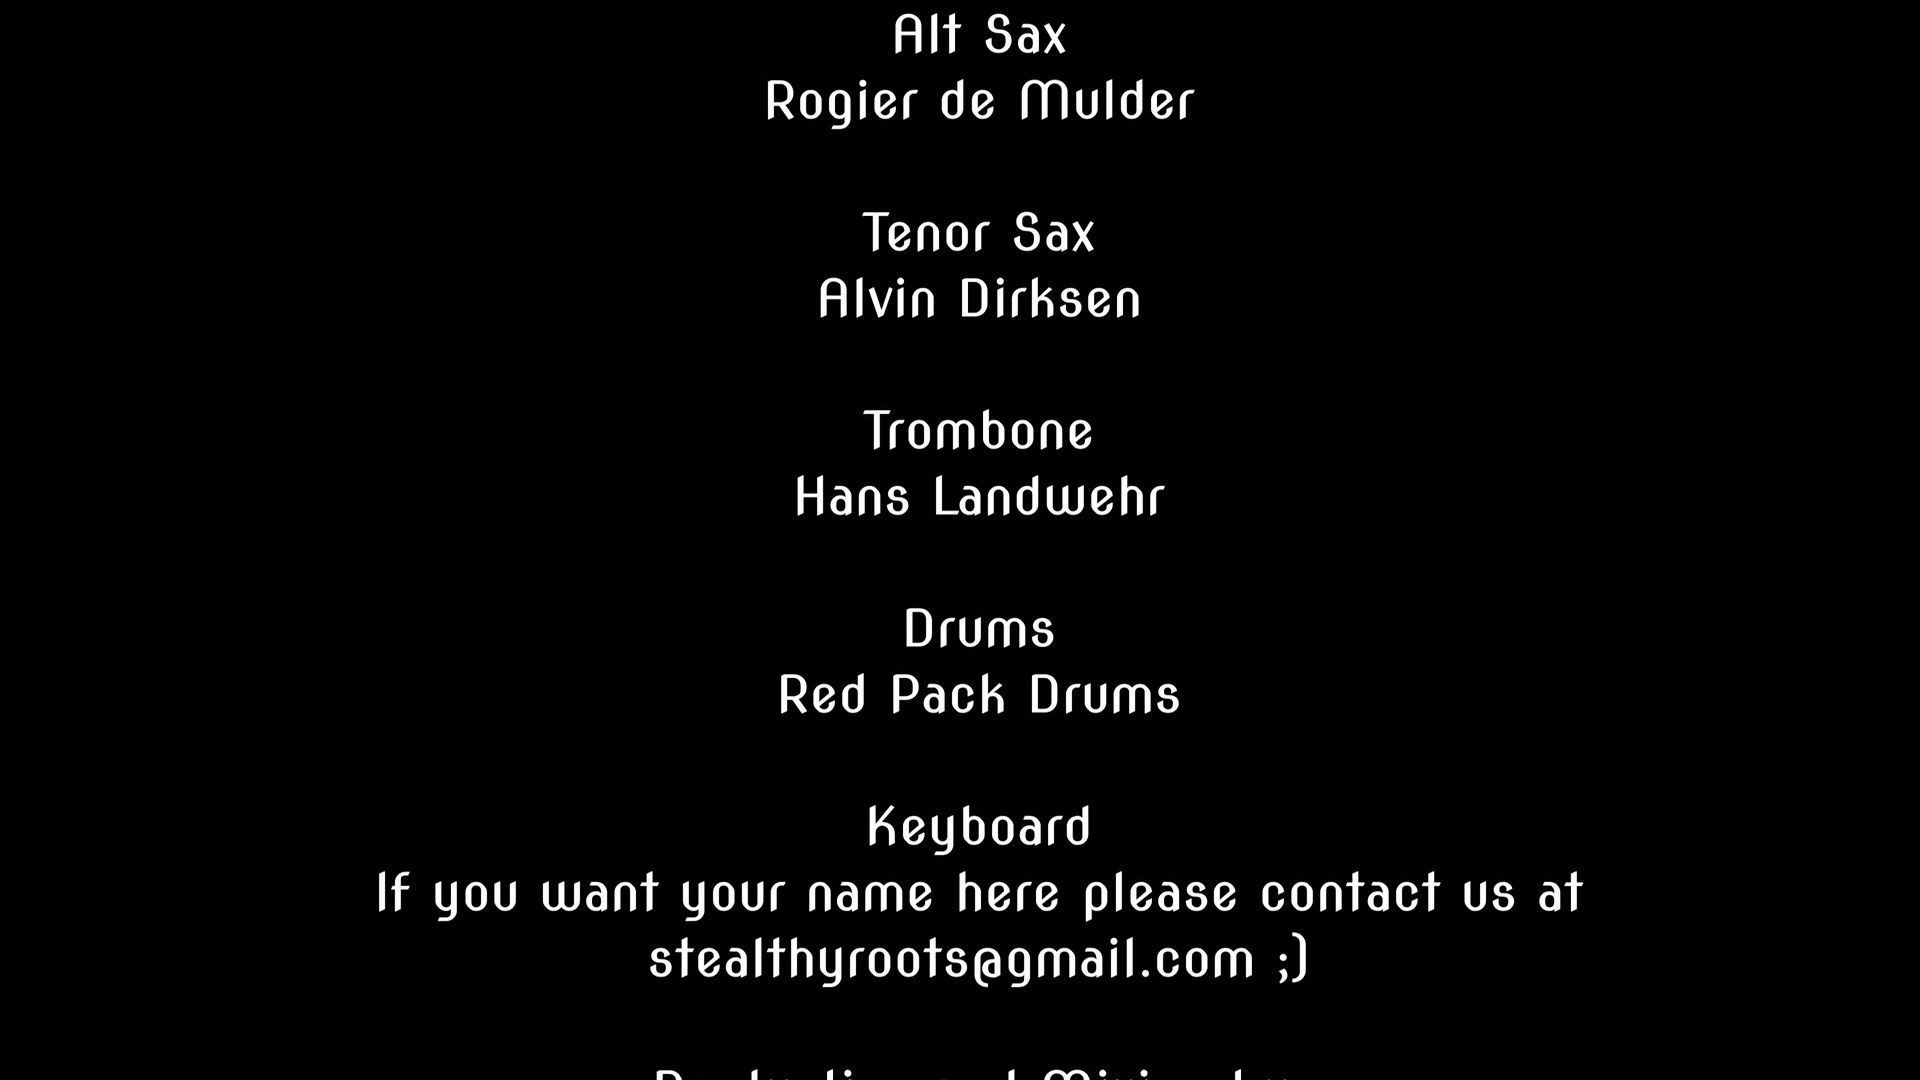 Alt Sax
Rogier de Mulder
Tenor Sax
Alvin Dirksen
Trombone
Hans Landwehr
Drums
Red Pack Drums
Keyboard
If you want your name here please contact us at
stealthyroots@gmail.com ;)